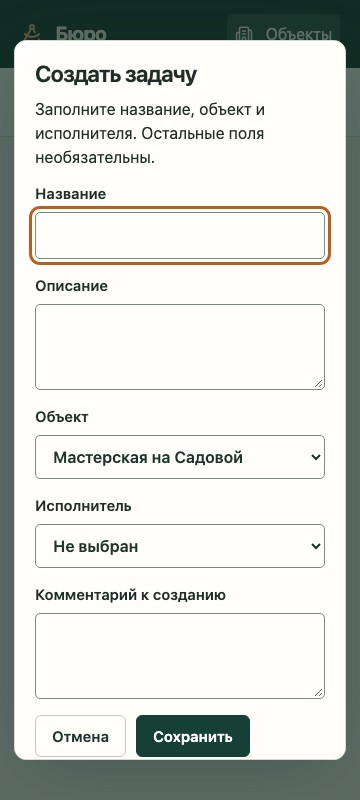 Бюро
Объекты
Создать задачу
Заполните название, объект и
исполнителя. Остальные поля
необязательны.
Название
Описание
Объект
Мастерская на Садовой
Исполнитель
Не выбран
Комментарий к созданию
Отмена
Сохранить